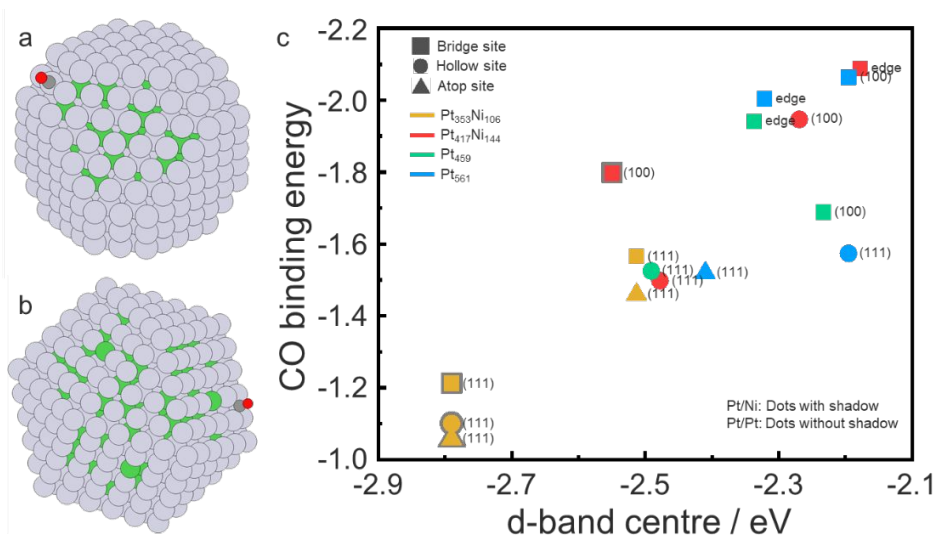 a
b
c
Bridge site
Hollow site
Atop site
Pt353Ni106
Pt417Ni144
Pt459
Pt561
CO binding energy
-2.2
-2.0
-1.8
-1.6
-1.4
-1.2
-1.0
edge
(100)
edge
edge
(100)
(100)
(100)
(111)
(111)
(111)
(111)
(111)
(111)
(111)
(111)
(111)
Pt/Ni: Dots with shadow
Pt/Pt: Dots without shadow
-2.9
-2.7
-2.5
-2.3
-2.1
d-band centre / eV